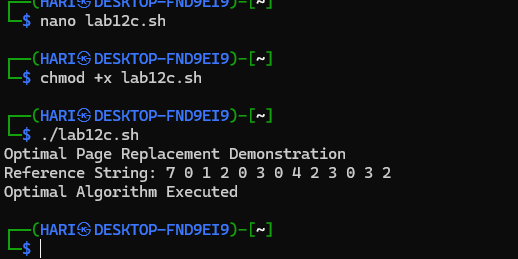 ┌──(HARI㉿DESKTOP-FND9EI9)-[~]
└─$ nano lab12c.sh
┌──(HARI㉿DESKTOP-FND9EI9)-[~]
└─$ chmod +x lab12c.sh
┌──(HARI㉿DESKTOP-FND9EI9)-[~]
└─$ ./lab12c.sh
Optimal Page Replacement Demonstration
Reference String: 7 0 1 2 0 3 0 4 2 3 0 3 2
Optimal Algorithm Executed
┌──(HARI㉿DESKTOP-FND9EI9)-[~]
└─$